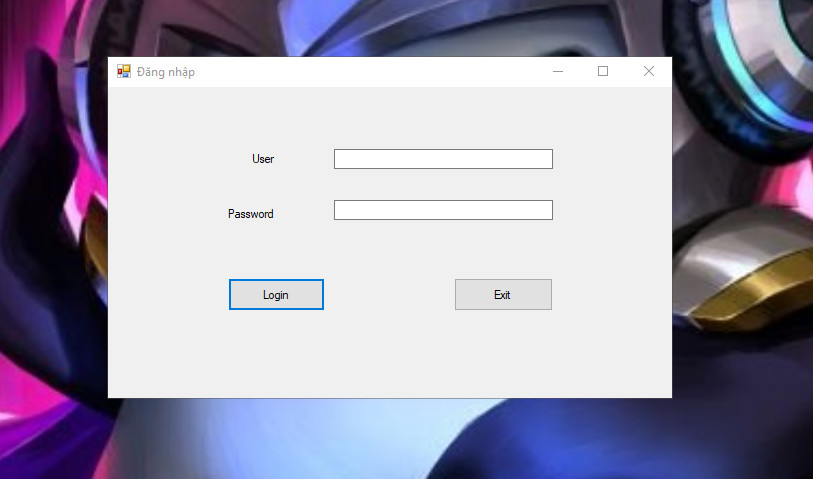 Đăng nhập
User
Password
Login
Exit